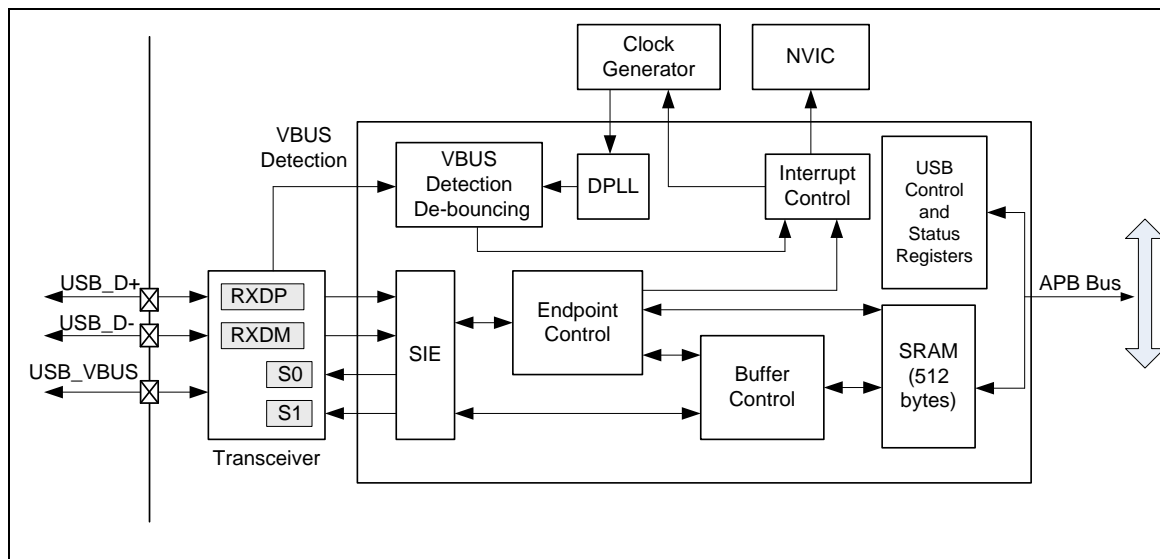 Clock
Generator
NVIC
VBUS
Detection
VBUS
Detection
De-bouncing
DPLL
Interrupt
Control
USB
Control
and
Status
Registers
USB_D+
USB_D-
USB_VBUS
RXDP
RXDM
S0
S1
Transceiver
SIE
Endpoint
Control
Buffer
Control
SRAM
(512
bytes)
APB Bus